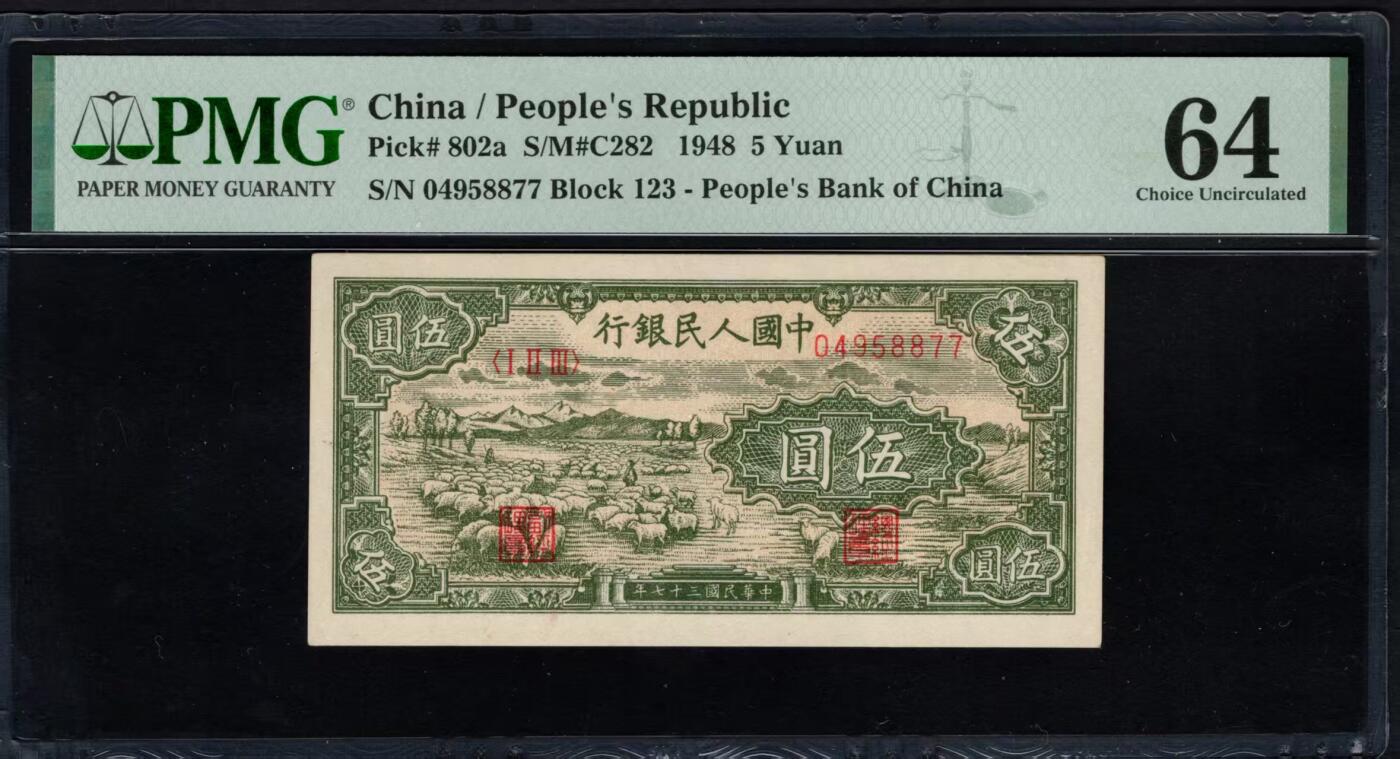 PMG®
PAPER MONEY GUARANTY
China / People's Republic
Pick# 802a S/M#C282 1948 5 Yuan
S/N 04958877 Block 123 - People's Bank of China
64
Choice Uncirculated
行銀民人國中
圓伍
伍
〈I II III〉
04958877
圓伍
伍
圓伍
年七十三國民華中